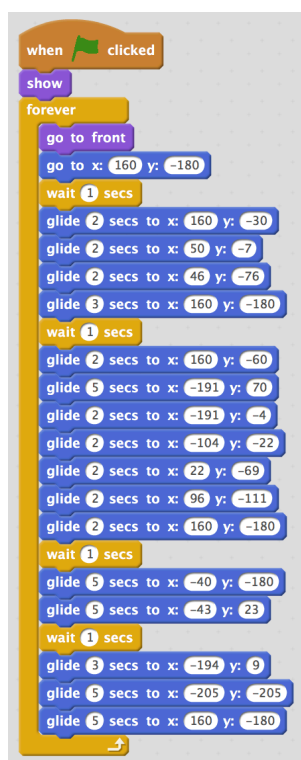 when clicked
show
forever
go to front
go to x: 160 y: -180
wait 1 secs
glide 2 secs to x: 160 y: -30
glide 2 secs to x: 50 y: -7
glide 2 secs to x: 46 y: -76
glide 3 secs to x: 160 y: -180
wait 1 secs
glide 2 secs to x: 160 y: -60
glide 5 secs to x: -191 y: 70
glide 2 secs to x: -191 y: -4
glide 2 secs to x: -104 y: -22
glide 2 secs to x: 22 y: -69
glide 2 secs to x: 96 y: -111
glide 2 secs to x: 160 y: -180
wait 1 secs
glide 5 secs to x: -40 y: -180
glide 5 secs to x: -43 y: 23
wait 1 secs
glide 3 secs to x: -194 y: 9
glide 5 secs to x: -205 y: -205
glide 5 secs to x: 160 y: -180